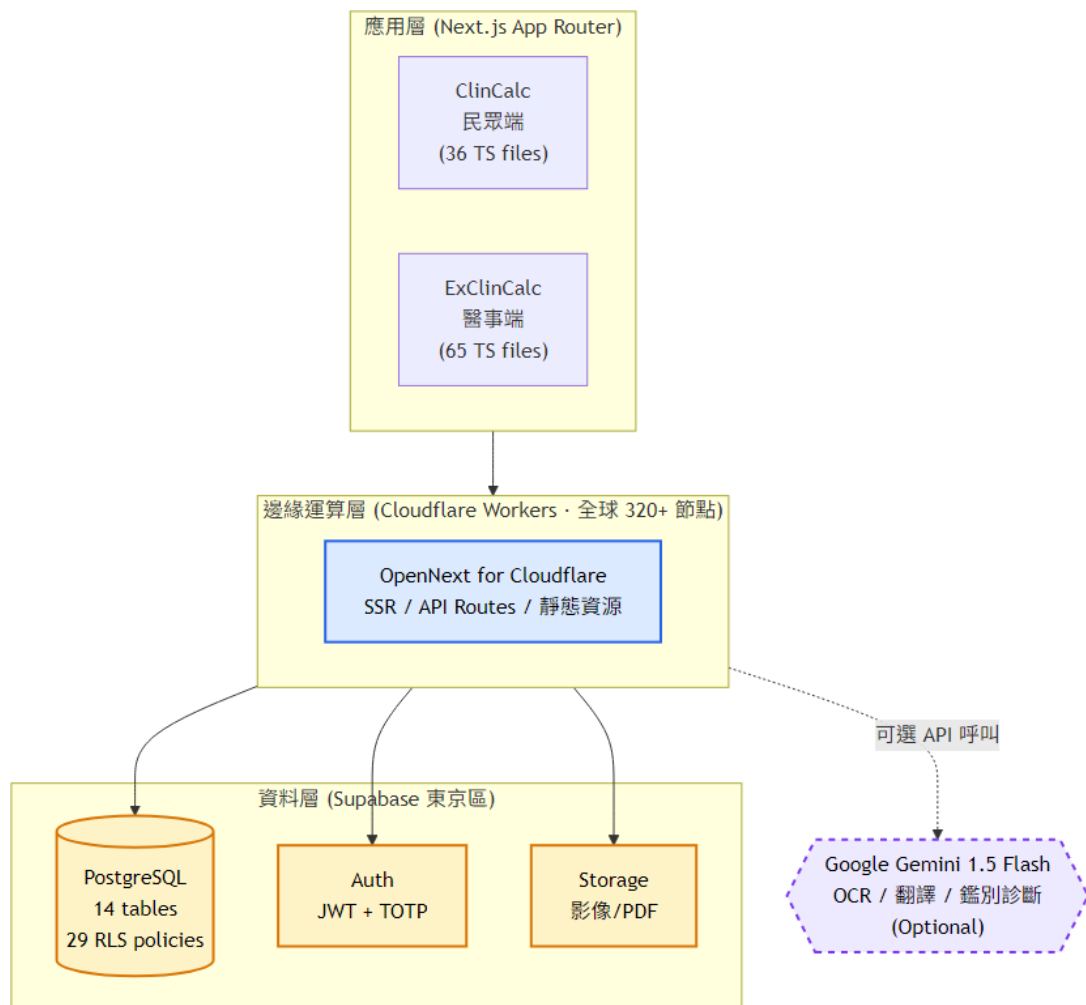 應用層 (Next.js App Router)
ClinCalc
民眾端
(36 TS files)
ExClinCalc
醫事端
(65 TS files)
邊緣運算層 (Cloudflare Workers · 全球 320+ 節點)
OpenNext for Cloudflare
SSR / API Routes / 靜態資源
可選 API 呼叫
資料層 (Supabase 東京區)
PostgreSQL
14 tables
29 RLS policies
Auth
JWT + TOTP
Storage
影像/PDF
Google Gemini 1.5 Flash
OCR / 翻譯 / 鑑別診斷
(Optional)